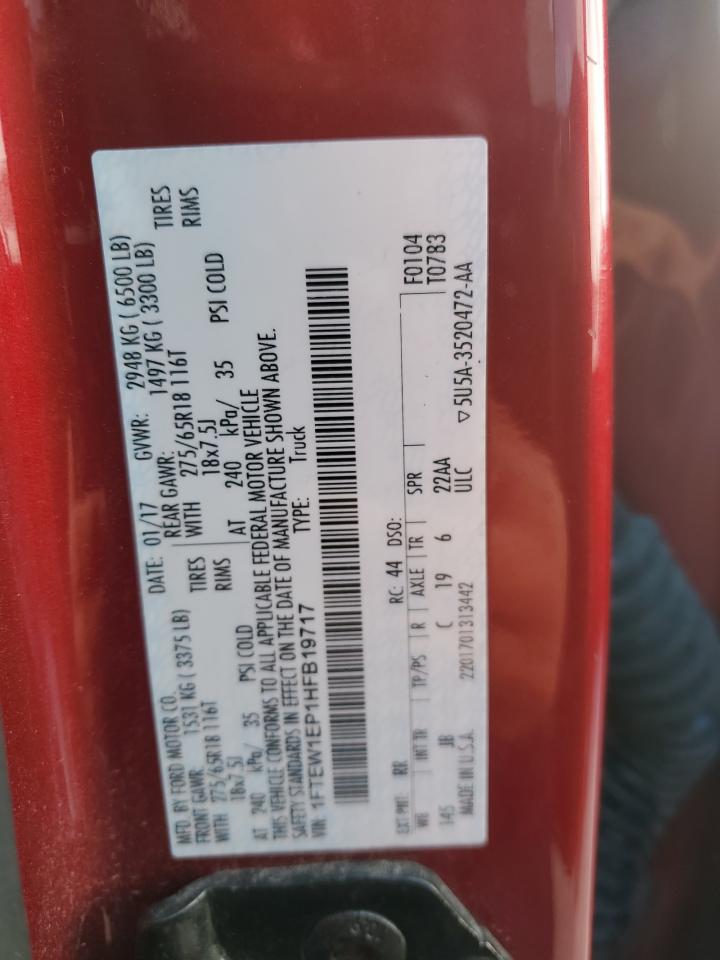 MFD. BY FORD MOTOR CO. DATE: 01/17 GVWR: 2948 KG ( 6500 LB)
FRONT GAWR: 1531 KG ( 3375 LB) REAR GAWR: 1497 KG ( 3300 LB)
WITH 275/65R18 116T TIRES WITH 275/65R18 116T TIRES
18x7.5J RIMS 18x7.5J RIMS
AT 240 kPa/ 35 PSI COLD AT 240 kPa/ 35 PSI COLD
THIS VEHICLE CONFORMS TO ALL APPLICABLE FEDERAL MOTOR VEHICLE
SAFETY STANDARDS IN EFFECT ON THE DATE OF MANUFACTURE SHOWN ABOVE.
VIN: 1FTEW1EP1HFB19717 TYPE: Truck
EXT PNT: RR RC: 44 DSO: F0104
WB INT TR TP/PS R AXLE TR SPR T07B3
145 JB C 19 6 22AA
MADE IN U.S.A. 2201701313442 ULC ▽5U5A-3520472-AA